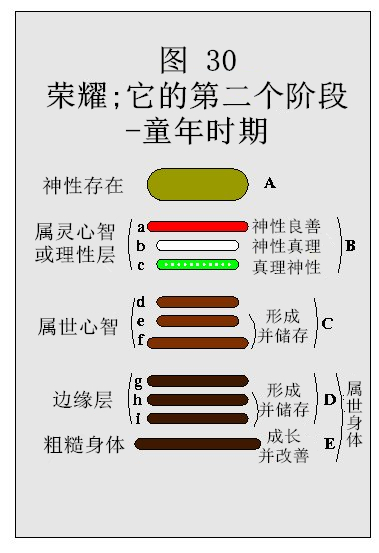 图 30
荣耀;它的第二个阶段
-童年时期
神性存在 A
属灵心智
或理性层
a 神性良善
b 神性真理
c 真理神性
B
属世心智
d
e
f
形成
并储存
C
边缘层
g
h
i
形成
并储存
D
粗糙身体
成长
并改善
E
属世身体